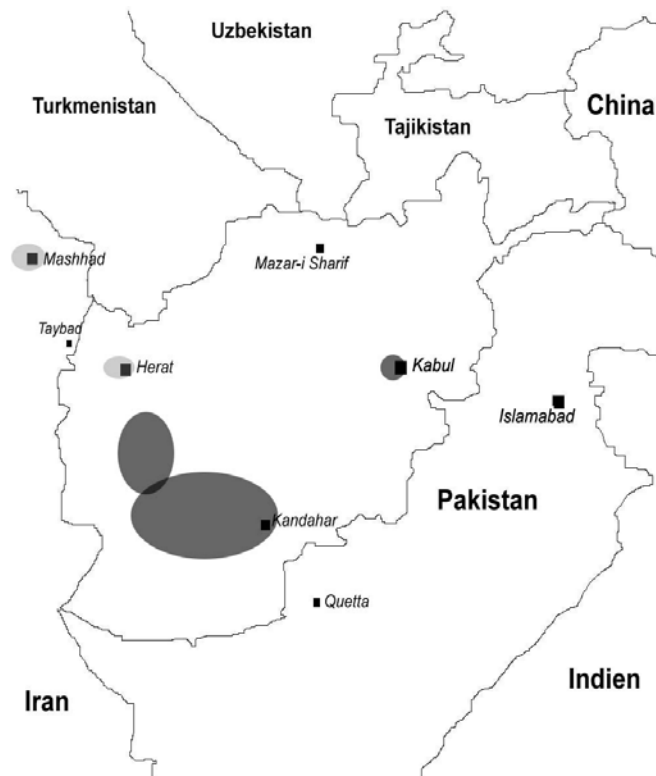 Uzbekistan
Turkmenistan
China
Tajikistan
Mashhad
Mazar-i Sharif
Taybad
Herat
Kabul
Islamabad
Pakistan
Kandahar
Quetta
Indien
Iran